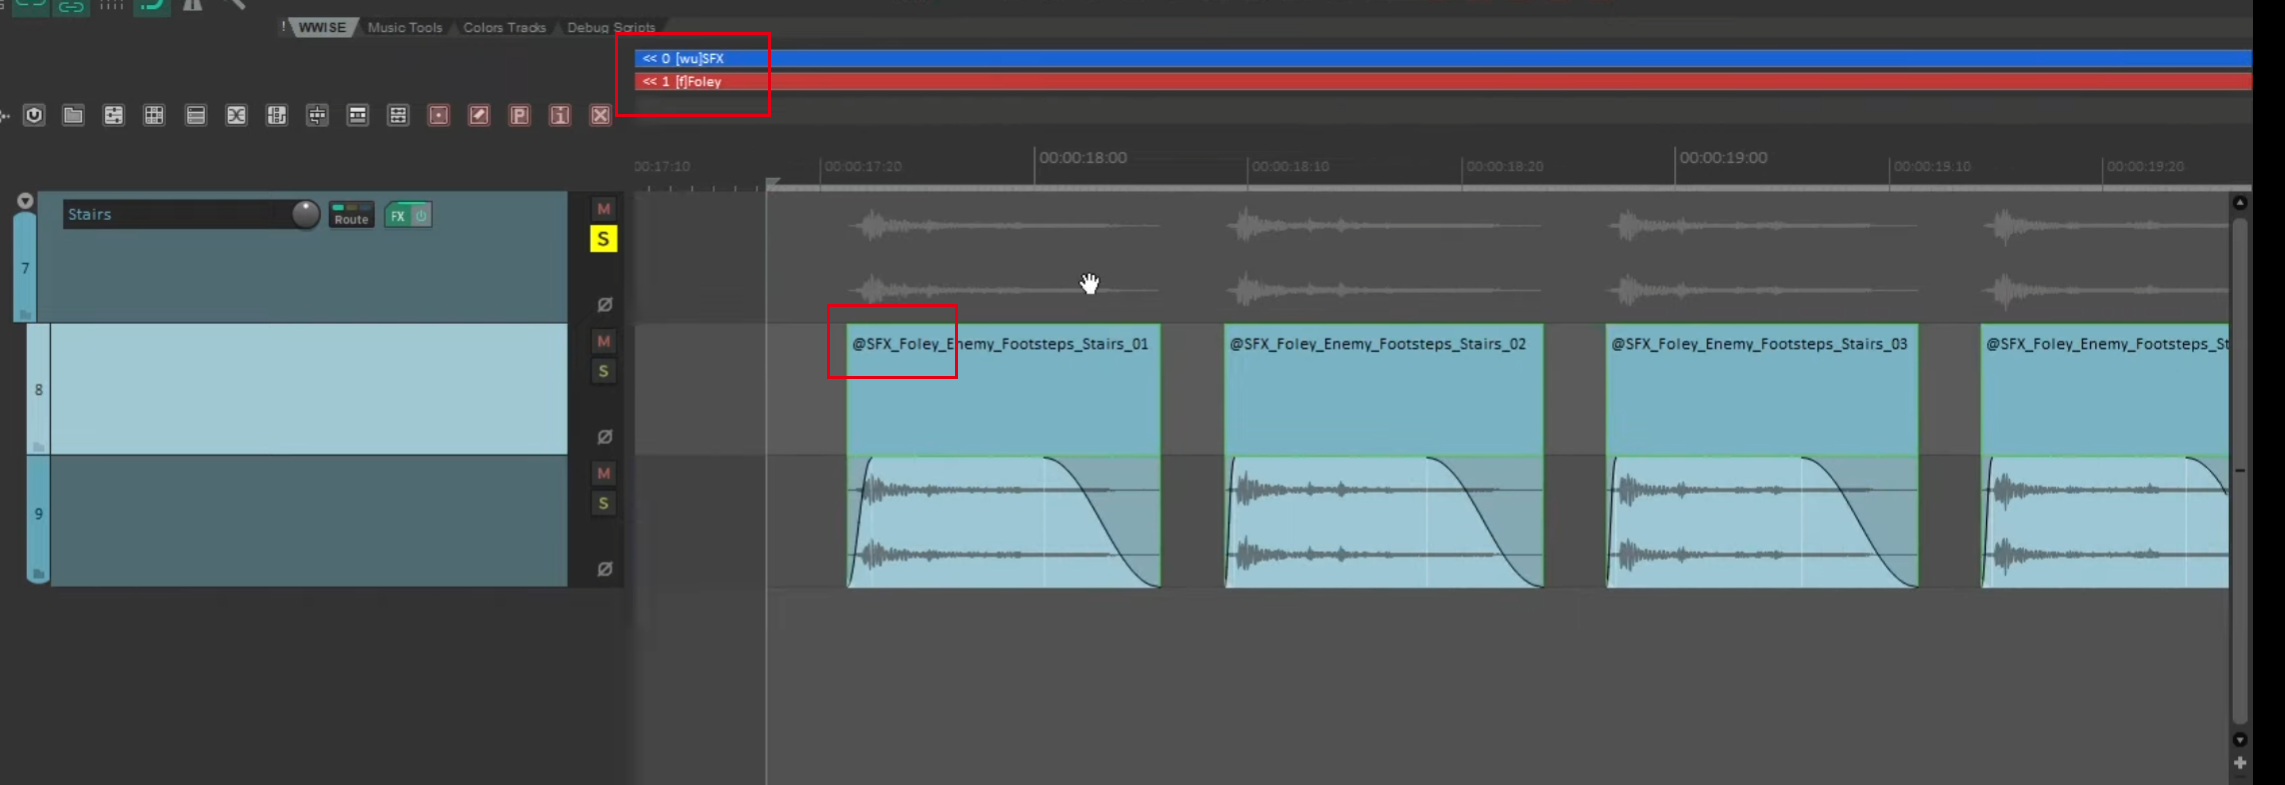 ! WWISE Music Tools Colors Tracks Debug Scripts
<< 0 [wu]SFX
<< 1 [f]Foley
P i
00:17:10 00:00:17:20 00:00:18:00 00:00:18:10 00:00:18:20 00:00:19:00 00:00:19:10 00:00:19:20
Stairs Route FX M
S
7
@SFX_Foley_Enemy_Footsteps_Stairs_01 @SFX_Foley_Enemy_Footsteps_Stairs_02 @SFX_Foley_Enemy_Footsteps_Stairs_03 @SFX_Foley_Enemy_Footsteps_St
M
S
8
M
S
9